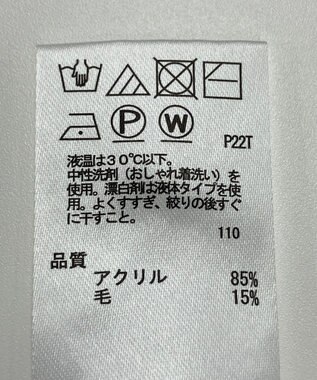 P W
P22T
液温は30℃以下。
中性洗剤（おしゃれ着洗い）を
使用。漂白剤は液体タイプを使
用。よくすすぎ、絞りの後すぐ
に干すこと。
110
品質
アクリル 85%
毛 15%